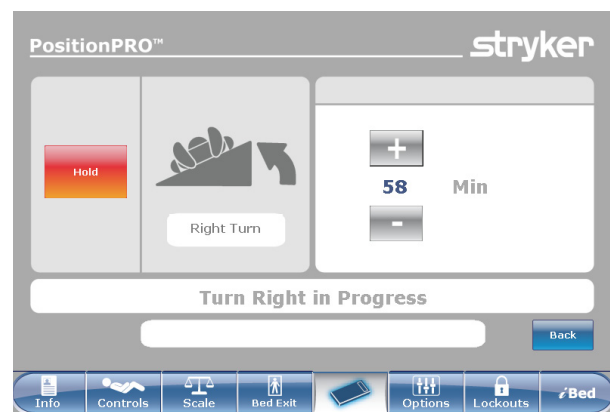 PositionPRO™
stryker
Hold
Right Turn
+
58 Min
-
Turn Right in Progress
Back
Info
Controls
Scale
Bed Exit
Options
Lockouts
iBed